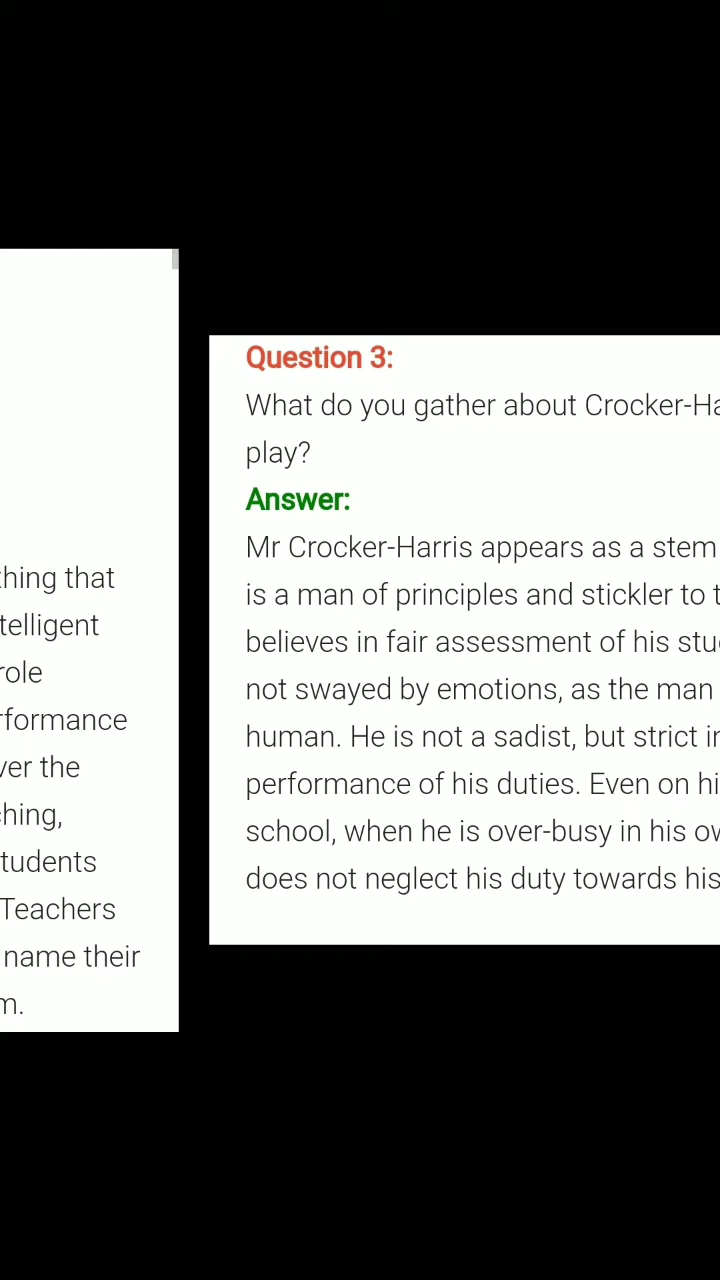 thing that
telligent
role
rformance
ver the
ching,
tudents
Teachers
name their
m.
Question 3:
What do you gather about Crocker-Ha
play?
Answer:
Mr Crocker-Harris appears as a stem
is a man of principles and stickler to t
believes in fair assessment of his stu
not swayed by emotions, as the man
human. He is not a sadist, but strict in
performance of his duties. Even on hi
school, when he is over-busy in his ow
does not neglect his duty towards his